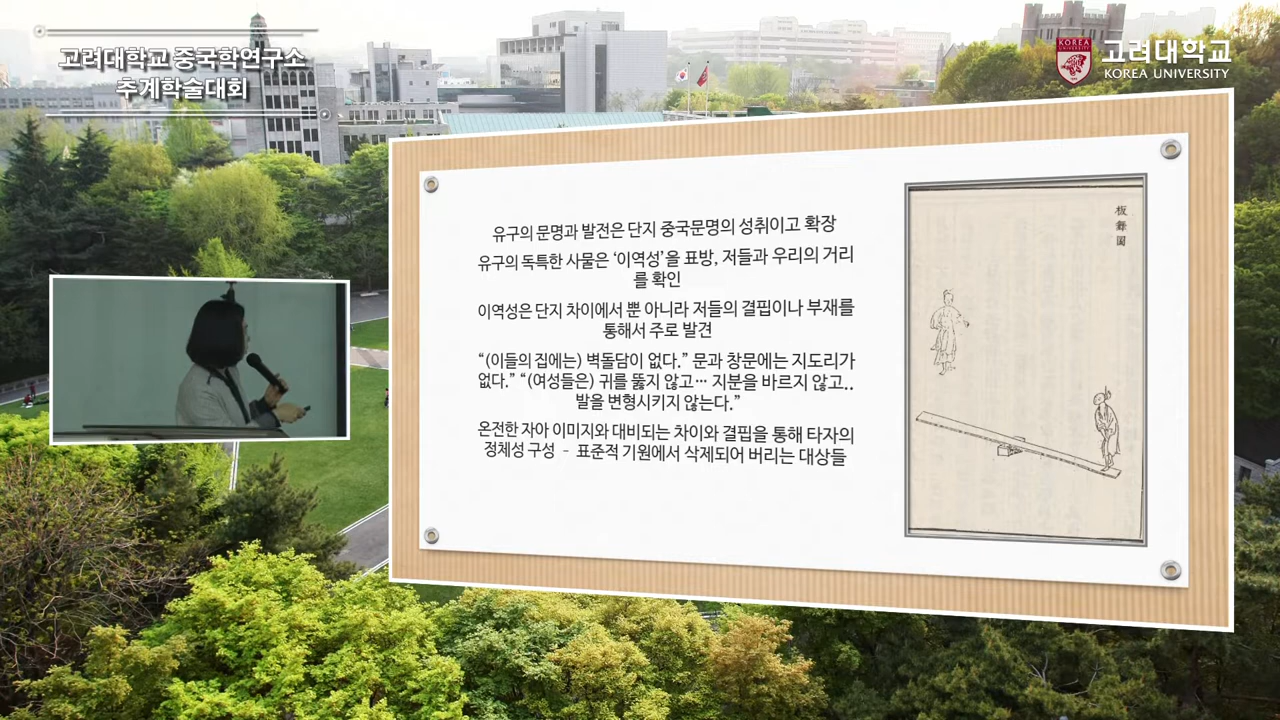 고려대학교 중국학연구소
추계학술대회
고려대학교
KOREA UNIVERSITY
KOREA
유구의 문명과 발전은 단지 중국문명의 성취이고 확장
유구의 독특한 사물은 ‘이역성’을 표방, 저들과 우리의 거리
를 확인
이역성은 단지 차이에서 뿐 아니라 저들의 결핍이나 부재를
통해서 주로 발견
“(이들의 집에는) 벽돌담이 없다.” 문과 창문에는 지도리가
없다.” “(여성들은) 귀를 뚫지 않고… 지분을 바르지 않고..
발을 변형시키지 않는다.”
온전한 자아 이미지와 대비되는 차이와 결핍을 통해 타자의
정체성 구성 – 표준적 기원에서 삭제되어 버리는 대상들
板
舞
圖